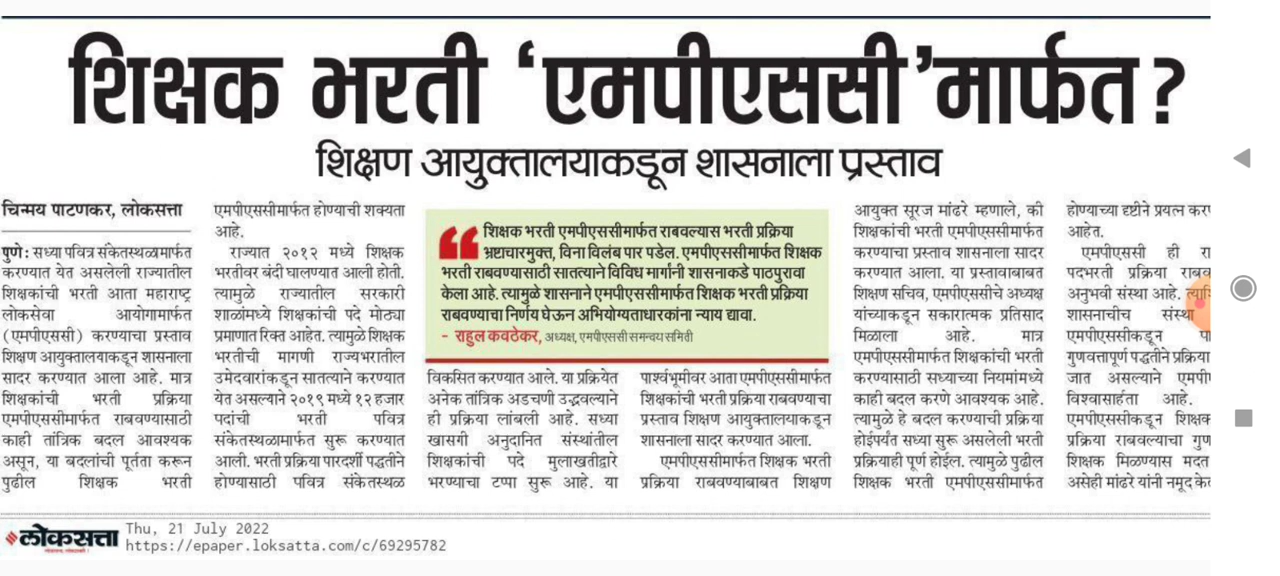 शिक्षक भरती ‘एमपीएससी’मार्फत?
शिक्षण आयुक्तालयाकडून शासनाला प्रस्ताव
चिन्मय पाटणकर, लोकसत्ता
पुणे : सध्या पवित्र संकेतस्थळामार्फत
करण्यात येत असलेली राज्यातील
शिक्षकांची भरती आता महाराष्ट्र
लोकसेवा आयोगामार्फत
(एमपीएससी) करण्याचा प्रस्ताव
शिक्षण आयुक्तालयाकडून शासनाला
सादर करण्यात आला आहे. मात्र
शिक्षकांची भरती प्रक्रिया
एमपीएससीमार्फत राबवण्यासाठी
काही तांत्रिक बदल आवश्यक
असून, या बदलांची पूर्तता करून
पुढील शिक्षक भरती
एमपीएससीमार्फत होण्याची शक्यता
आहे.
राज्यात २०१२ मध्ये शिक्षक
भरतीवर बंदी घालण्यात आली होती.
त्यामुळे राज्यातील सरकारी
शाळांमध्ये शिक्षकांची पदे मोठ्या
प्रमाणात रिक्त आहेत. त्यामुळे शिक्षक
भरतीची मागणी राज्यभरातील
उमेदवारांकडून सातत्याने करण्यात
येत असल्याने २०१९ मध्ये १२ हजार
पदांची भरती पवित्र
संकेतस्थळामार्फत सुरू करण्यात
आली. भरती प्रक्रिया पारदर्शी पद्धतीने
होण्यासाठी पवित्र संकेतस्थळ
शिक्षक भरती एमपीएससीमार्फत राबवल्यास भरती प्रक्रिया
भ्रष्टाचारमुक्त, विना विलंब पार पडेल. एमपीएससीमार्फत शिक्षक
भरती राबवण्यासाठी सातत्याने विविध मार्गांनी शासनाकडे पाठपुरावा
केला आहे. त्यामुळे शासनाने एमपीएससीमार्फत शिक्षक भरती प्रक्रिया
राबवण्याचा निर्णय घेऊन अभियोग्यताधारकांना न्याय द्यावा.
- राहुल कवठेकर, अध्यक्ष, एमपीएससी समन्वय समिती
विकसित करण्यात आले. या प्रक्रियेत
अनेक तांत्रिक अडचणी उद्भवल्याने
ही प्रक्रिया लांबली आहे. सध्या
खासगी अनुदानित संस्थांतील
शिक्षकांची पदे मुलाखतीद्वारे
भरण्याचा टप्पा सुरू आहे. या
पार्श्वभूमीवर आता एमपीएससीमार्फत
शिक्षकांची भरती प्रक्रिया राबवण्याचा
प्रस्ताव शिक्षण आयुक्तालयाकडून
शासनाला सादर करण्यात आला.
एमपीएससीमार्फत शिक्षक भरती
प्रक्रिया राबवण्याबाबत शिक्षण
आयुक्त सूरज मांढरे म्हणाले, की
शिक्षकांची भरती एमपीएससीमार्फत
करण्याचा प्रस्ताव शासनाला सादर
करण्यात आला. या प्रस्तावाबाबत
शिक्षण सचिव, एमपीएससीचे अध्यक्ष
यांच्याकडून सकारात्मक प्रतिसाद
मिळाला आहे. मात्र
एमपीएससीमार्फत शिक्षकांची भरती
करण्यासाठी सध्याच्या नियमांमध्ये
काही बदल करणे आवश्यक आहे.
त्यामुळे हे बदल करण्याची प्रक्रिया
होईपर्यंत सध्या सुरू असलेली भरती
प्रक्रियाही पूर्ण होईल. त्यामुळे पुढील
शिक्षक भरती एमपीएससीमार्फत
होण्याच्या दृष्टीने प्रयत्न
आहेत.
एमपीएससी ही
पदभरती प्रक्रिया
अनुभवी संस्था आहे.
शासनाचीच संस्था
एमपीएससीकडून
गुणवत्तापूर्ण पद्धतीने प्रक्रिया
जात असल्याने
विश्वासार्हता आहे.
एमपीएससीकडून
प्रक्रिया राबवल्याचा
शिक्षक मिळण्यास मदत
असेही मांढरे यांनी नमूद
लोकसत्ता
Thu, 21 July 2022
https://epaper.loksatta.com/c/69295782